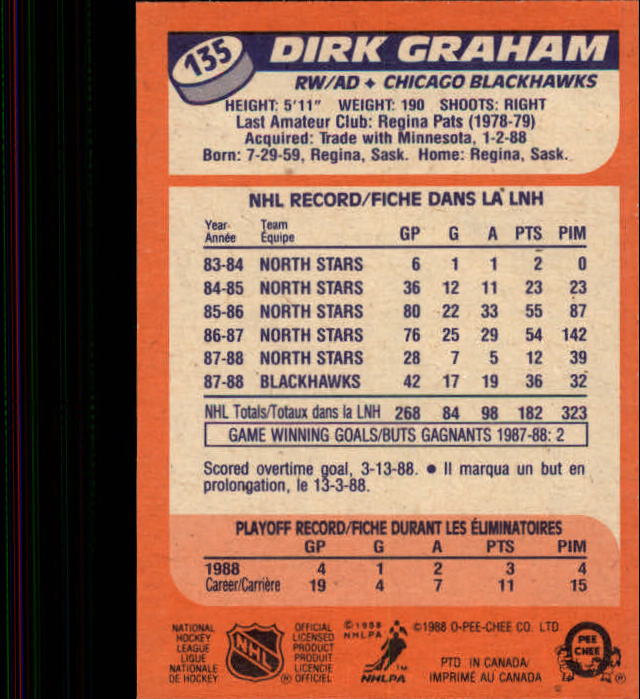 135
DIRK GRAHAM
RW/AD ♦ CHICAGO BLACKHAWKS
HEIGHT: 5'11" WEIGHT: 190 SHOOTS: RIGHT
Last Amateur Club: Regina Pats (1978-79)
Acquired: Trade with Minnesota, 1-2-88
Born: 7-29-59, Regina, Sask. Home: Regina, Sask.
NHL RECORD/FICHE DANS LA LNH
Year- Team
Année Équipe GP G A PTS PIM
83-84 NORTH STARS 6 1 1 2 0
84-85 NORTH STARS 36 12 11 23 23
85-86 NORTH STARS 80 22 33 55 87
86-87 NORTH STARS 76 25 29 54 142
87-88 NORTH STARS 28 7 5 12 39
87-88 BLACKHAWKS 42 17 19 36 32
NHL Totals/Totaux dans la LNH 268 84 98 182 323
GAME WINNING GOALS/BUTS GAGNANTS 1987-88: 2
Scored overtime goal, 3-13-88. ● Il marqua un but en
prolongation, le 13-3-88.
PLAYOFF RECORD/FICHE DURANT LES ÉLIMINATOIRES
GP G A PTS PIM
1988 4 1 2 3 4
Career/Carrière 19 4 7 11 15
NATIONAL
HOCKEY
LEAGUE
LIGUE
NATIONALE
DE HOCKEY
NHL
®
OFFICIAL
LICENSED
PRODUCT
PRODUIT
LICENCIE
OFFICIEL
©1988
NHLPA
TM
NHLPA
©1988 O-PEE-CHEE CO. LTD
PTD. IN CANADA/
IMPRIMÉ AU CANADA
PEE
CHEE
®